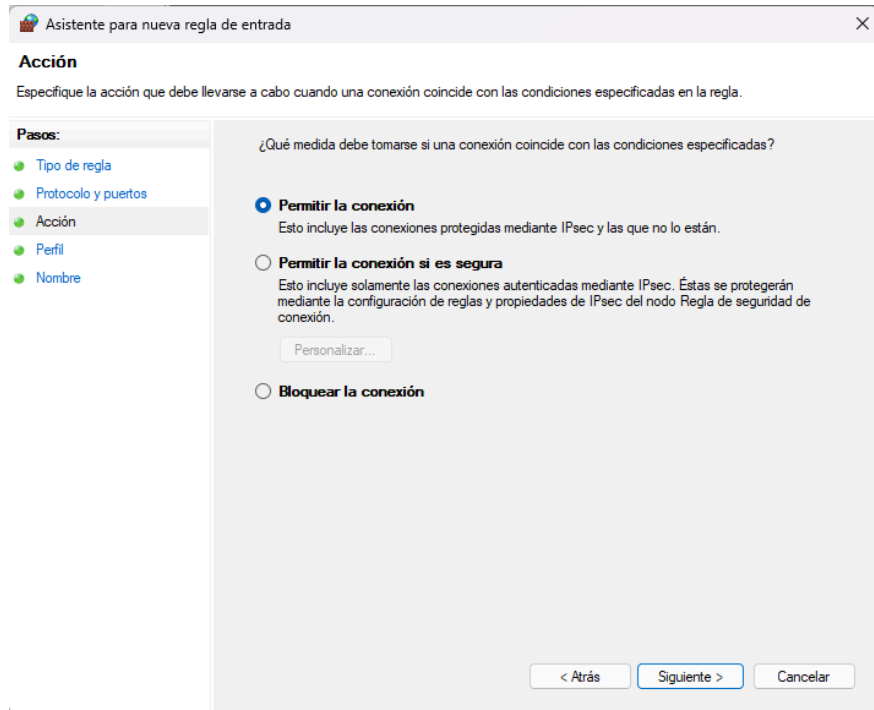 Asistente para nueva regla de entrada
Acción
Especifique la acción que debe llevarse a cabo cuando una conexión coincide con las condiciones especificadas en la regla.
Pasos:
Tipo de regla
Protocolo y puertos
Acción
Perfil
Nombre
¿Qué medida debe tomarse si una conexión coincide con las condiciones especificadas?
Permitir la conexión
Esto incluye las conexiones protegidas mediante IPsec y las que no lo están.
Permitir la conexión si es segura
Esto incluye solamente las conexiones autenticadas mediante IPsec. Éstas se protegerán
mediante la configuración de reglas y propiedades de IPsec del nodo Regla de seguridad de
conexión.
Personalizar...
Bloquear la conexión
< Atrás
Siguiente >
Cancelar